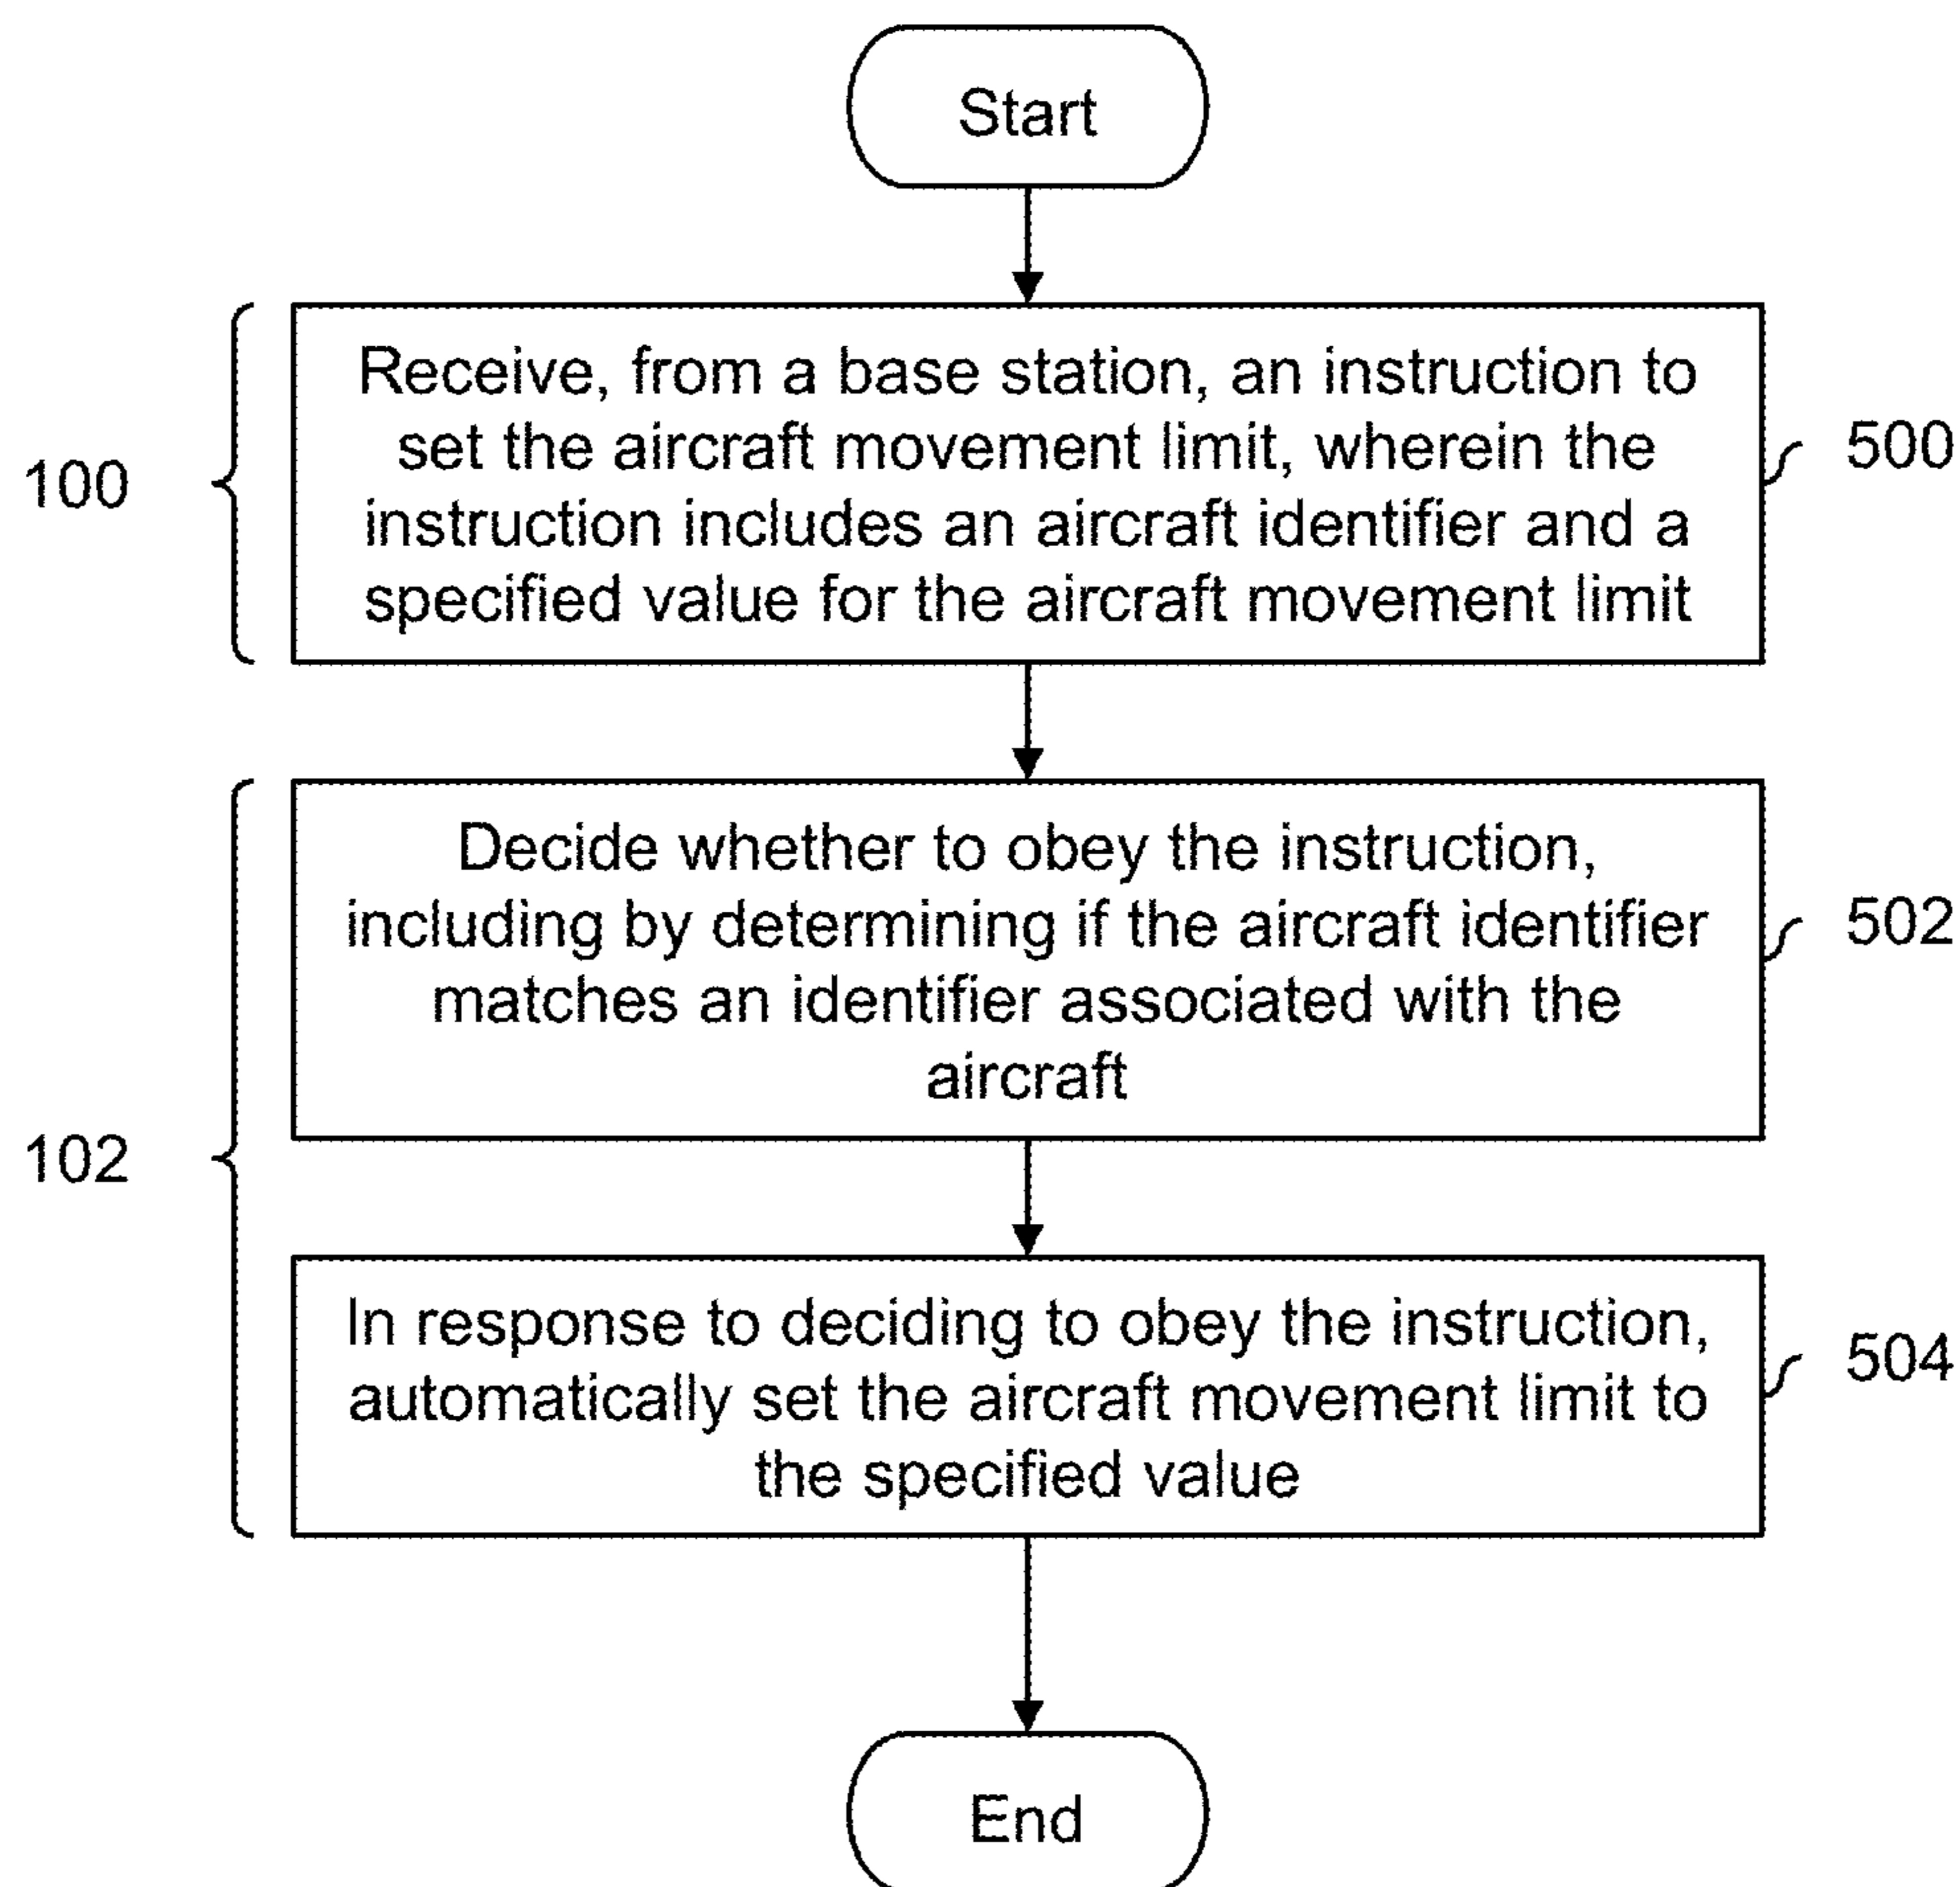 Start
100
Receive, from a base station, an instruction to
set the aircraft movement limit, wherein the
instruction includes an aircraft identifier and a
specified value for the aircraft movement limit
500
102
Decide whether to obey the instruction,
including by determining if the aircraft identifier
matches an identifier associated with the
aircraft
502
In response to deciding to obey the instruction,
automatically set the aircraft movement limit to
the specified value
504
End